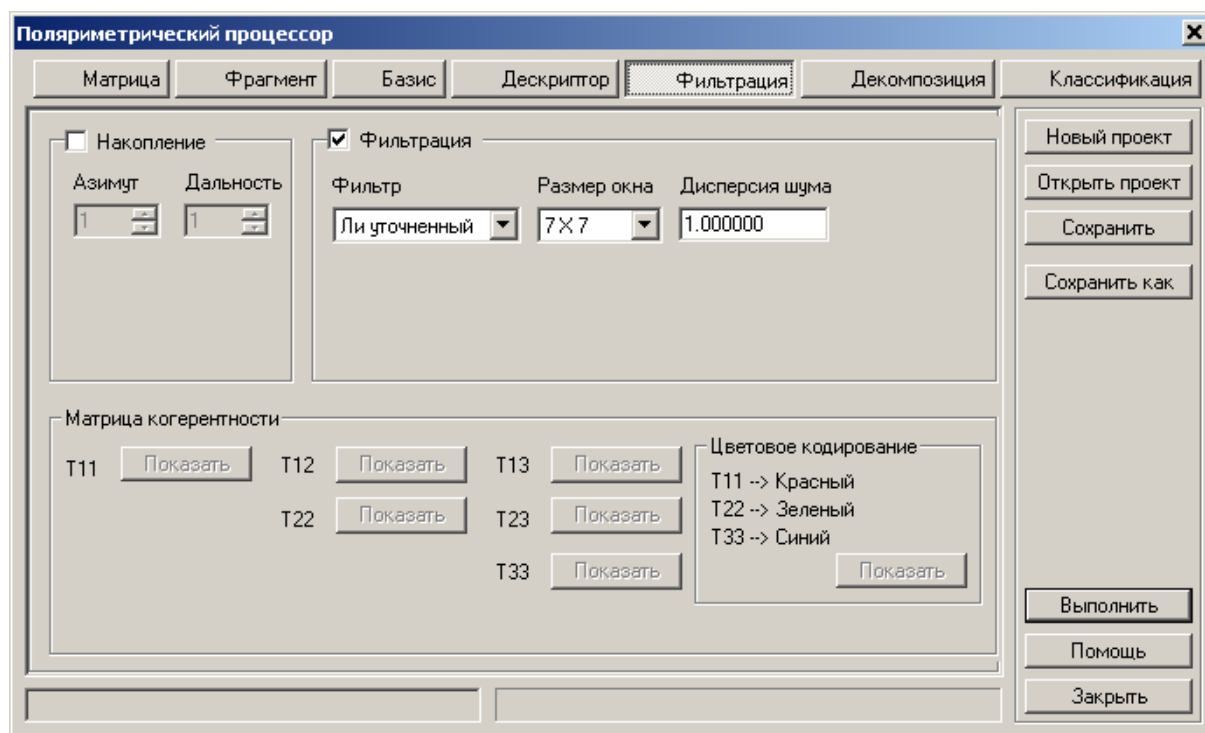 Поляриметрический процессор
Матрица Фрагмент Базис Дескриптор Фильтрация Декомпозиция Классификация
Накопление
Азимут Дальность
1 1
Фильтрация
Фильтр Размер окна Дисперсия шума
Ли уточненный 7 X 7 1.000000
Новый проект
Открыть проект
Сохранить
Сохранить как
Матрица когерентности
T11 Показать T12 Показать T13 Показать
T22 Показать T23 Показать
T33 Показать
Цветовое кодирование
T11 --> Красный
T22 --> Зеленый
T33 --> Синий
Показать
Выполнить
Помощь
Закрыть